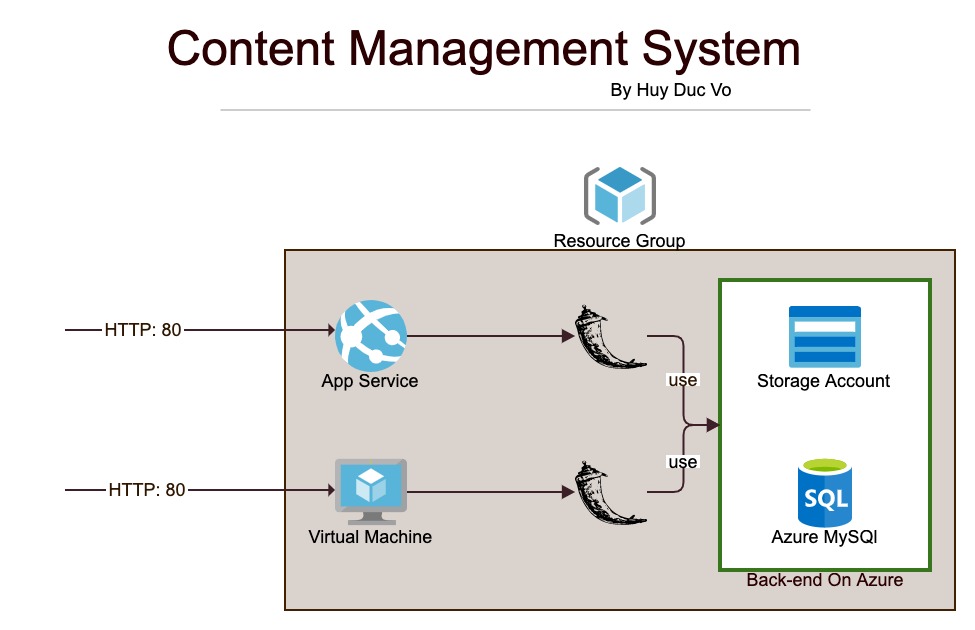 Content Management System
By Huy Duc Vo
Resource Group
HTTP: 80
App Service
use
Storage Account
HTTP: 80
Virtual Machine
use
SQL
Azure MySQl
Back-end On Azure